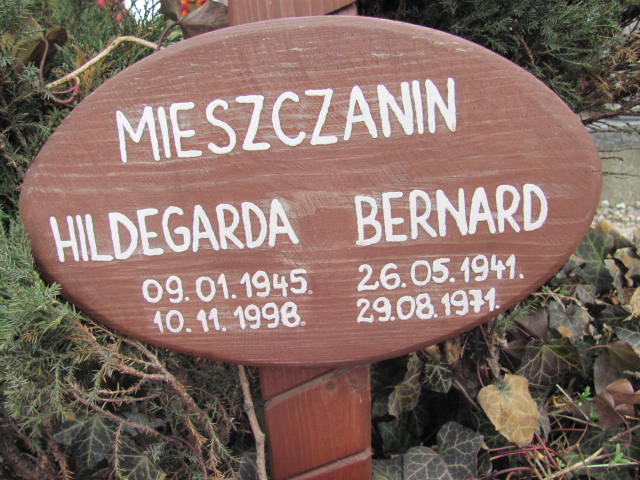 MIESZCZANIN
HILDEGARDA BERNARD
09.01.1945. 26.05.1941.
10.11.1998. 29.08.1971.